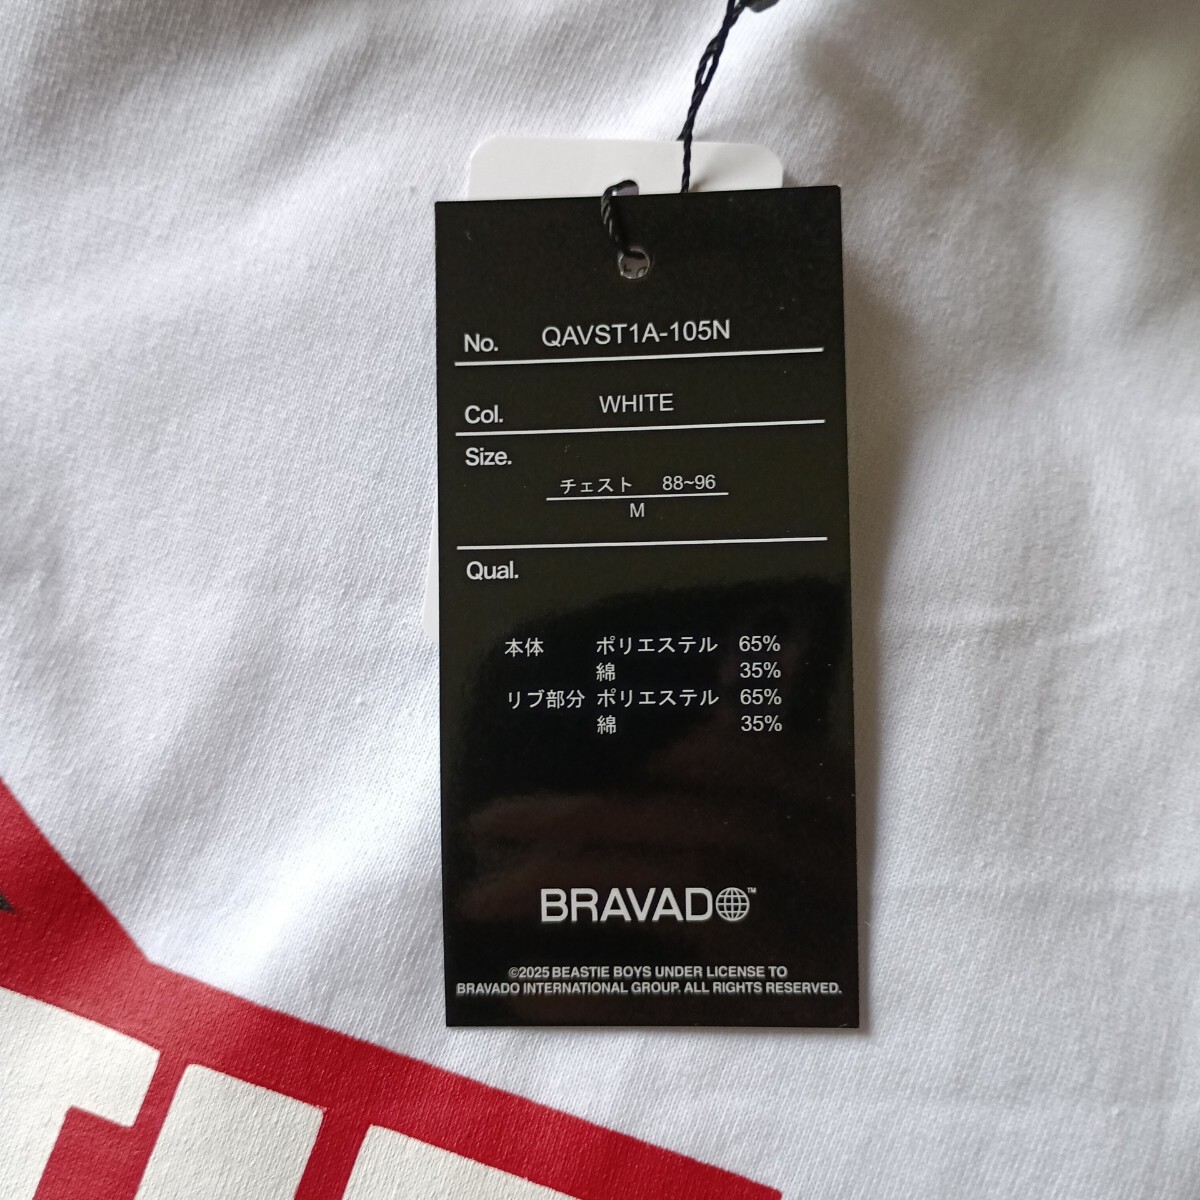 No. QAVST1A-105N
Col. WHITE
Size.
チェスト 88~96
M
Qual.
本体 ポリエステル 65%
綿 35%
リブ部分 ポリエステル 65%
綿 35%
BRAVADO™
©2025 BEASTIE BOYS UNDER LICENSE TO
BRAVADO INTERNATIONAL GROUP. ALL RIGHTS RESERVED.